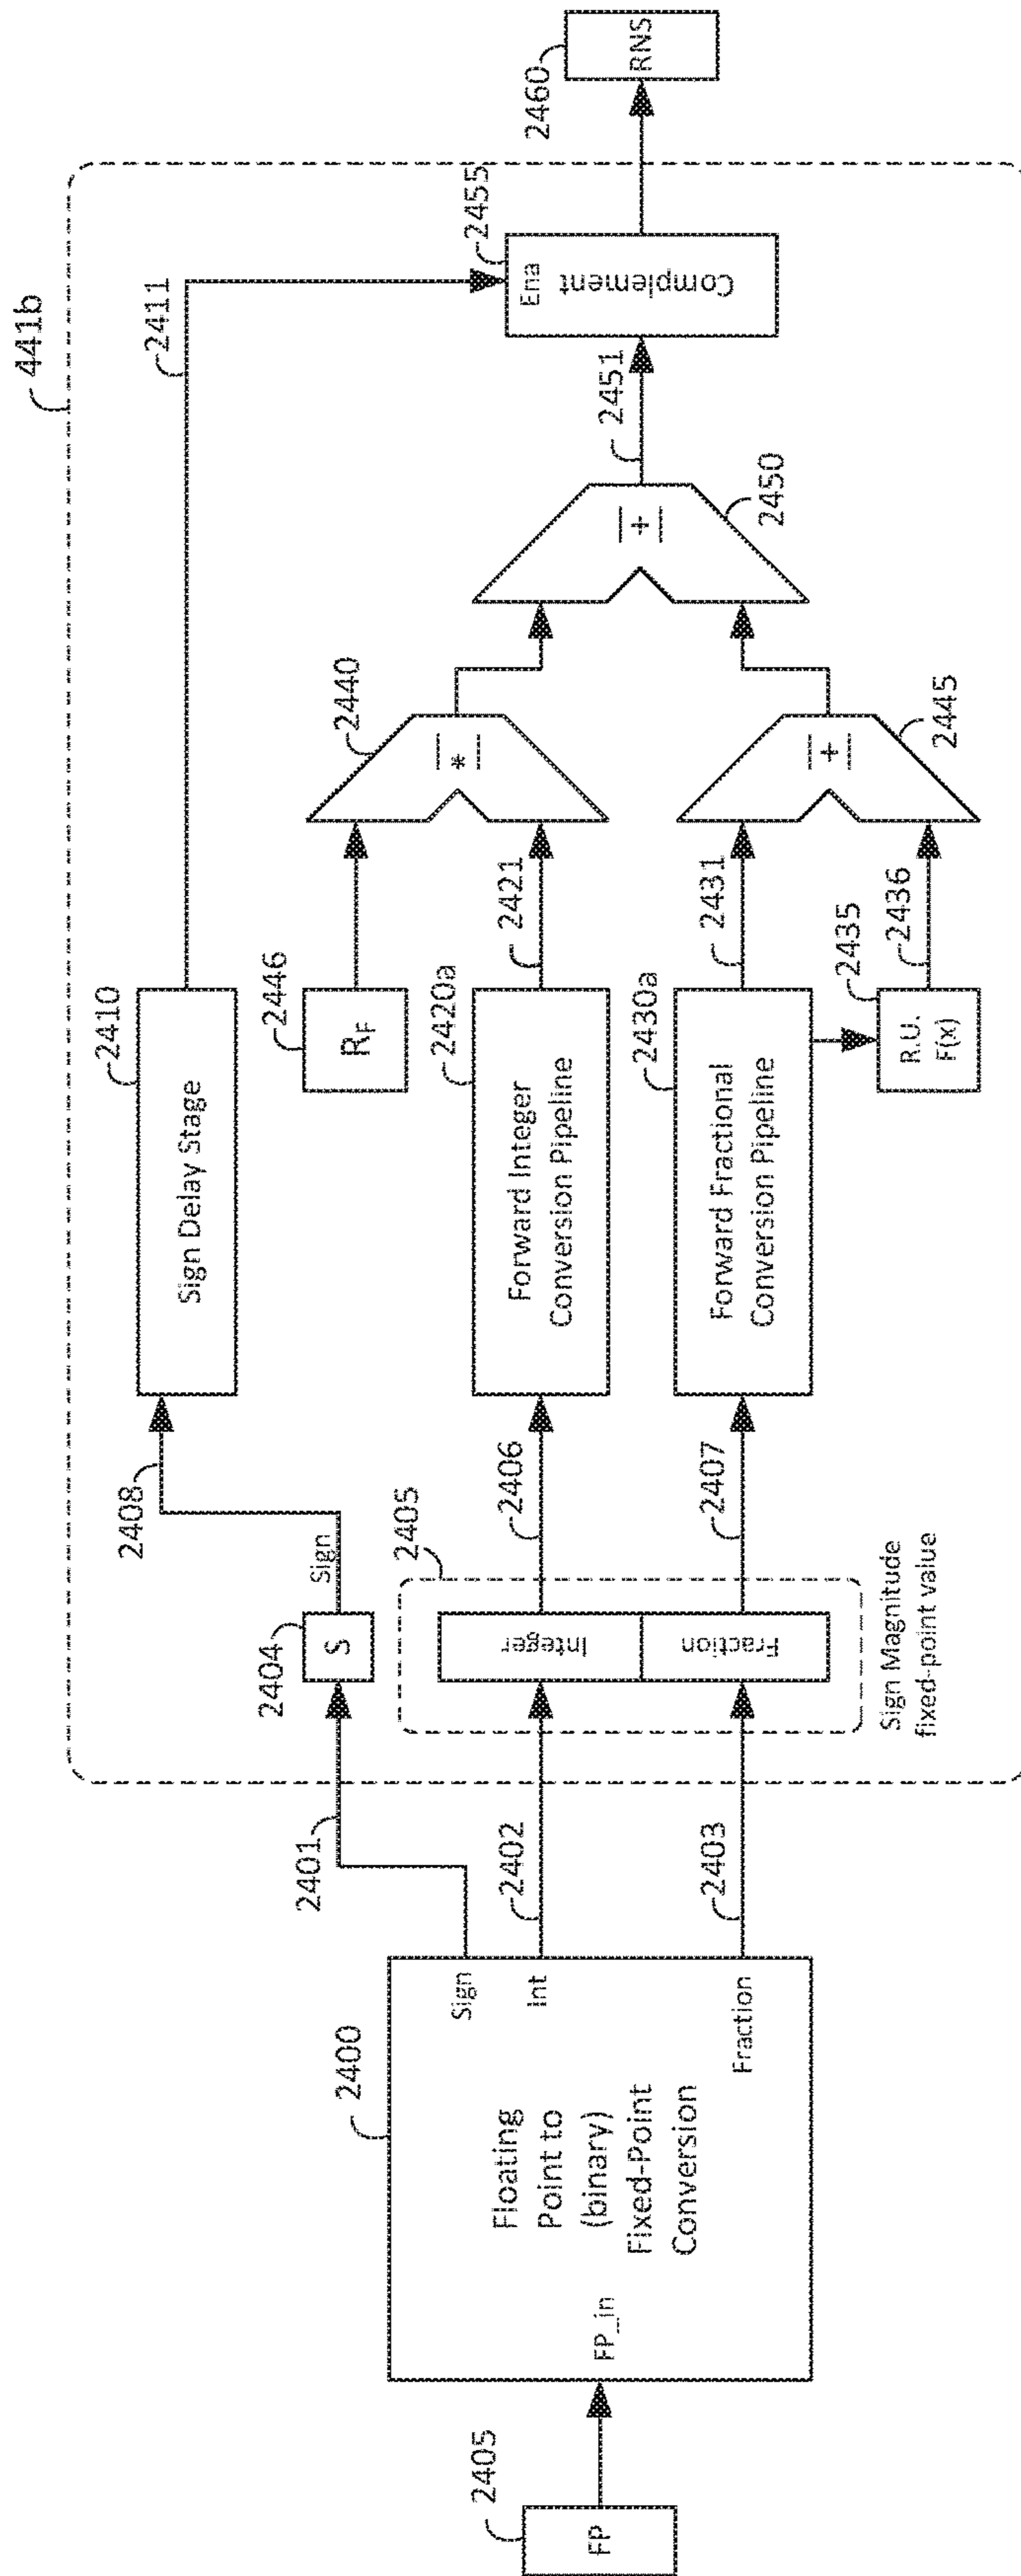 2405
FP
2400
FP_in
Floating
Point to
(binary)
Fixed-Point
Conversion
Sign
Int
Fraction
2401
2402
2403
441b
2404
S
Sign
2408
2405
Integer
Fraction
Sign Magnitude
fixed-point value
2406
2407
2410
Sign Delay Stage
2411
2446
RF
2420a
Forward Integer
Conversion Pipeline
2421
2430a
Forward Fractional
Conversion Pipeline
2431
2435
R.U.
F(x)
2436
2440
*
2445
+
2450
+
2451
2455
Ena
Complement
2460
RNS